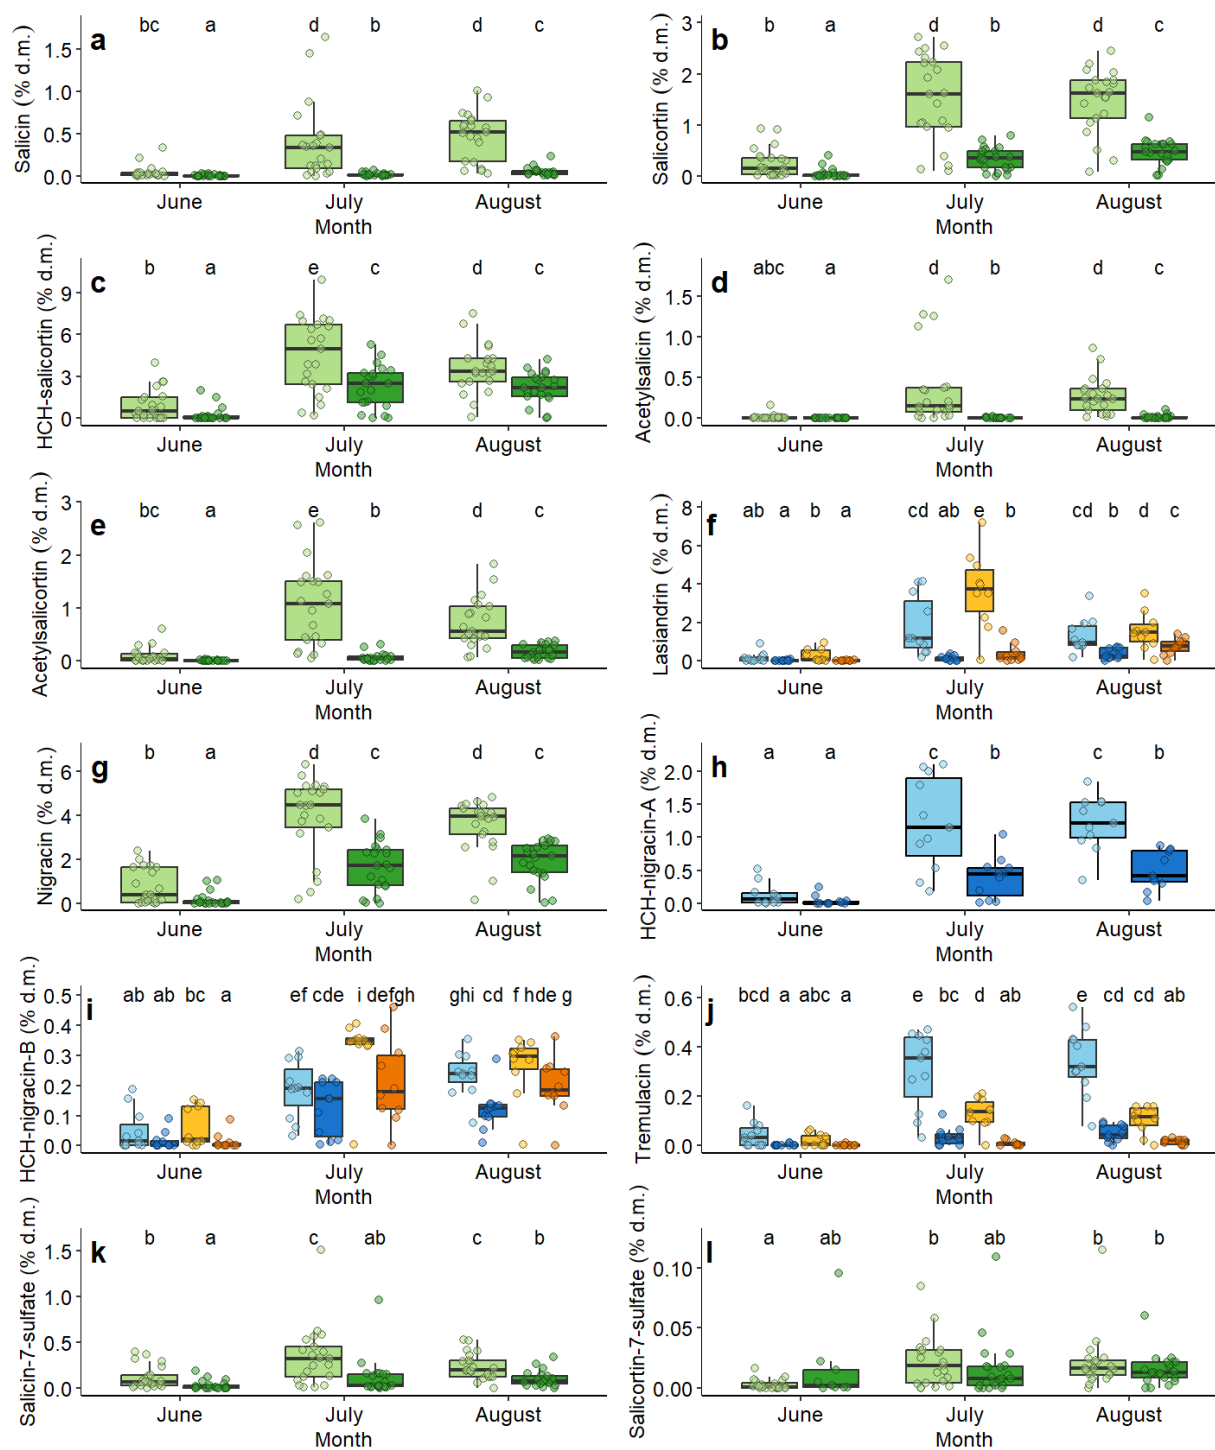 a
bc a d b d c
Salicin (% d.m.)
1.5
1.0
0.5
0.0
June July August
Month
b
b a d b d c
Salicortin (% d.m.)
3
2
1
0
June July August
Month
c
b a e c d c
HCH-salicortin (% d.m.)
9
6
3
0
June July August
Month
d
abc a d b d c
Acetylsalicin (% d.m.)
1.5
1.0
0.5
0.0
June July August
Month
e
bc a e b d c
Acetylsalicortin (% d.m.)
3
2
1
0
June July August
Month
f
ab a b a cd ab e b cd b d c
Lasiandrin (% d.m.)
8
6
4
2
0
June July August
Month
g
b a d c d c
Nigracin (% d.m.)
6
4
2
0
June July August
Month
h
a a c b c b
HCH-nigracin-A (% d.m.)
2.0
1.5
1.0
0.5
0.0
June July August
Month
i
ab ab bc a ef cde i defgh ghi cd f hde g
HCH-nigracin-B (% d.m.)
0.5
0.4
0.3
0.2
0.1
0.0
June July August
Month
j
bcd a abc a e bc d ab e cd cd ab
Tremulacin (% d.m.)
0.6
0.4
0.2
0.0
June July August
Month
k
b a c ab c b
Salicin-7-sulfate (% d.m.)
1.5
1.0
0.5
0.0
June July August
Month
l
a ab b ab b b
Salicortin-7-sulfate (% d.m.)
0.10
0.05
0.00
June July August
Month